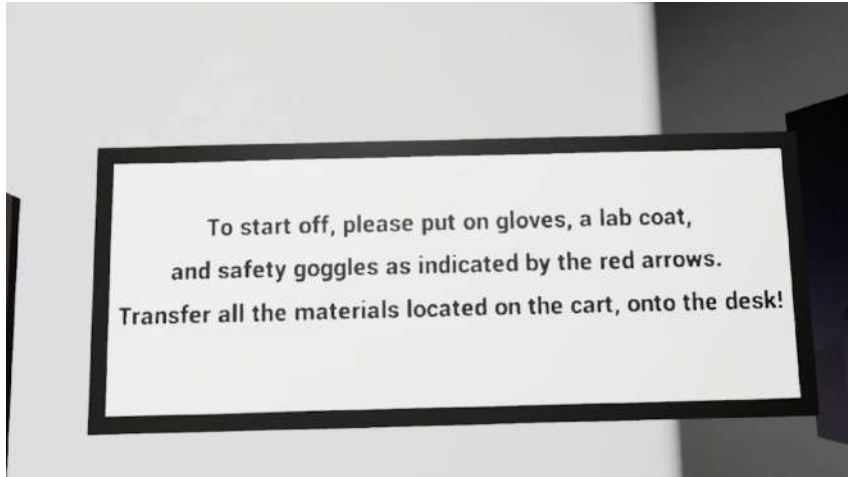 To start off, please put on gloves, a lab coat,
and safety goggles as indicated by the red arrows.
Transfer all the materials located on the cart, onto the desk!